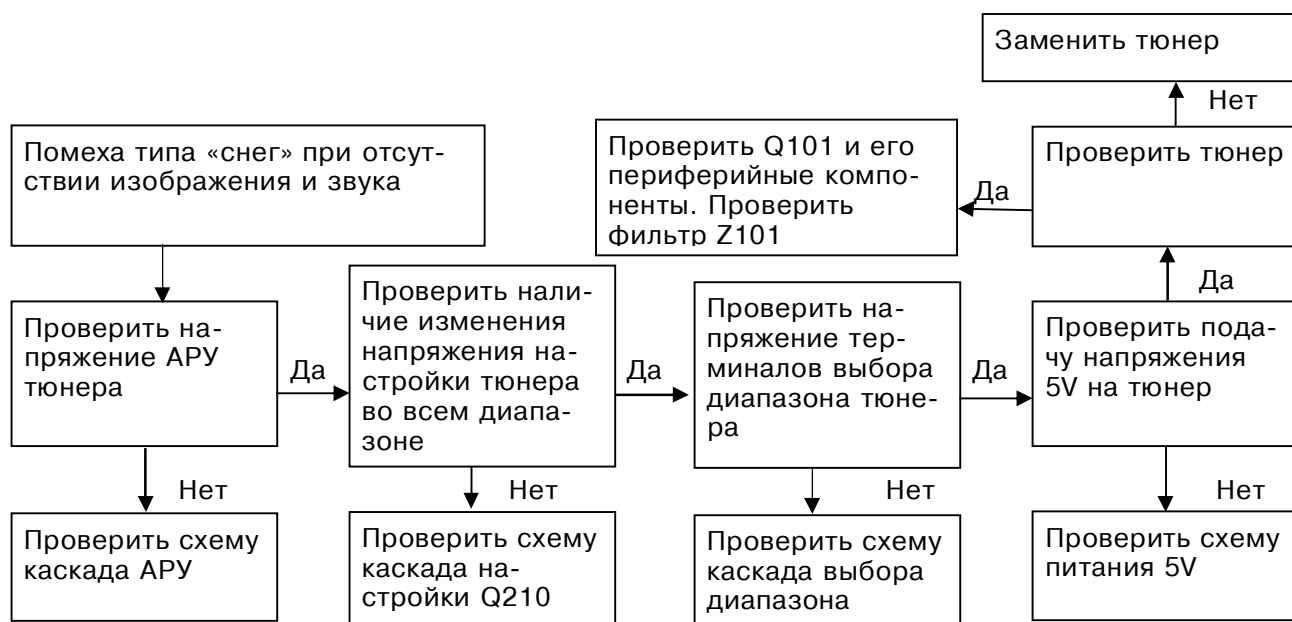 Заменить тюнер
Нет
Помеха типа «снег» при отсут-
ствии изображения и звука
Проверить Q101 и его
периферийные компо-
ненты. Проверить
фильтр Z101
Да
Проверить тюнер
Да
Проверить на-
пряжение АРУ
тюнера
Да
Проверить нали-
чие изменения
напряжения на-
стройки тюнера
во всем диапа-
зоне
Да
Проверить на-
пряжение тер-
миналов выбора
диапазона тюне-
ра
Да
Проверить пода-
чу напряжения
5V на тюнер
Нет
Нет
Нет
Нет
Проверить схему
каскада АРУ
Проверить схему
каскада на-
стройки Q210
Проверить схему
каскада выбора
диапазона
Проверить схему
питания 5V